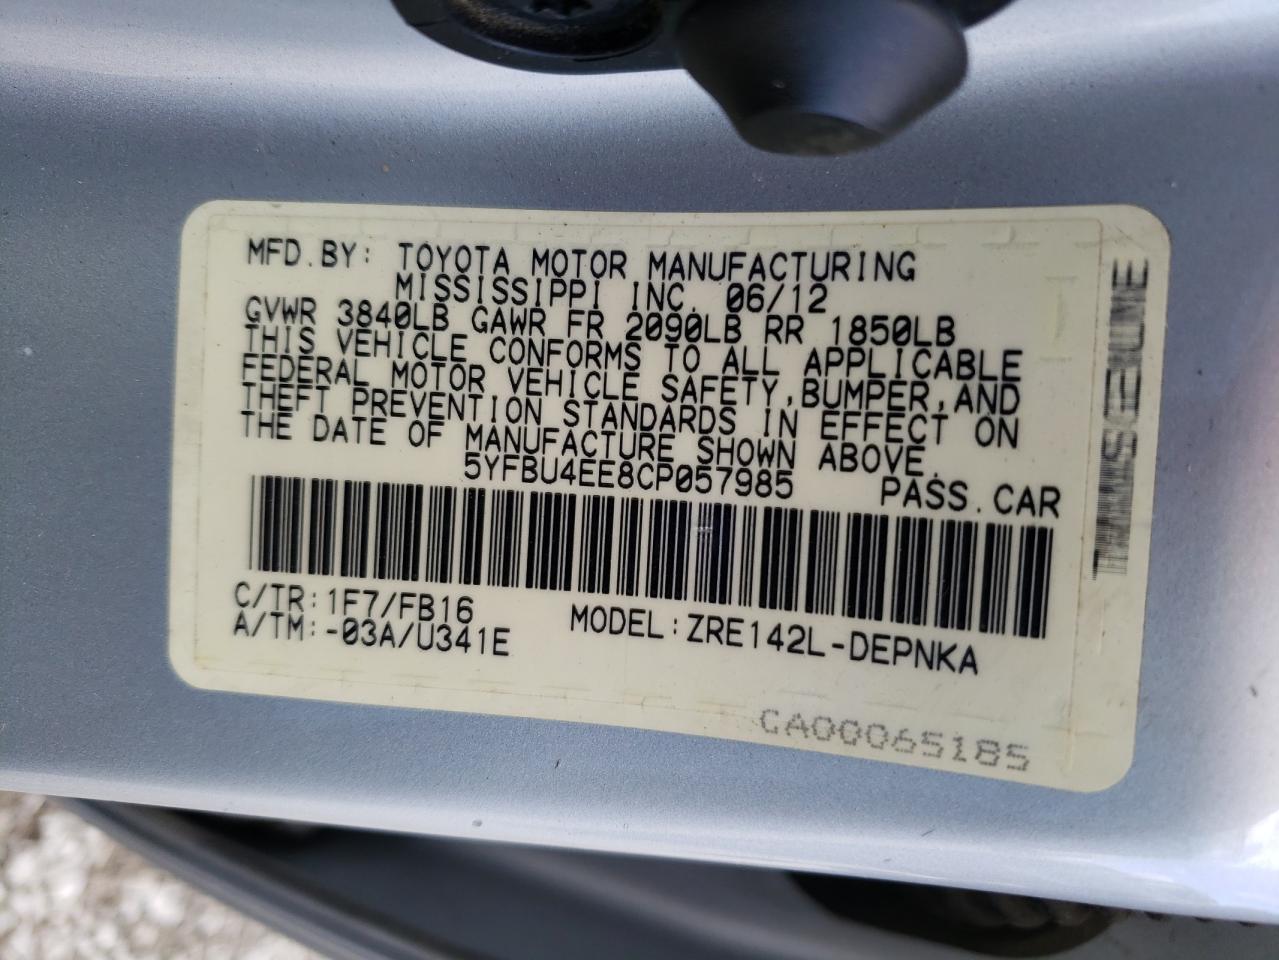 MFD.BY: TOYOTA MOTOR MANUFACTURING
MISSISSIPPI INC. 06/12
GVWR 3840LB GAWR FR 2090LB RR 1850LB
THIS VEHICLE CONFORMS TO ALL APPLICABLE
FEDERAL MOTOR VEHICLE SAFETY,BUMPER,AND
THEFT PREVENTION STANDARDS IN EFFECT ON
THE DATE OF MANUFACTURE SHOWN ABOVE.
5YFBU4EE8CP057985 PASS.CAR
C/TR:1F7/FB16
A/TM:-03A/U341E
MODEL:ZRE142L-DEPNKA
CA00065185